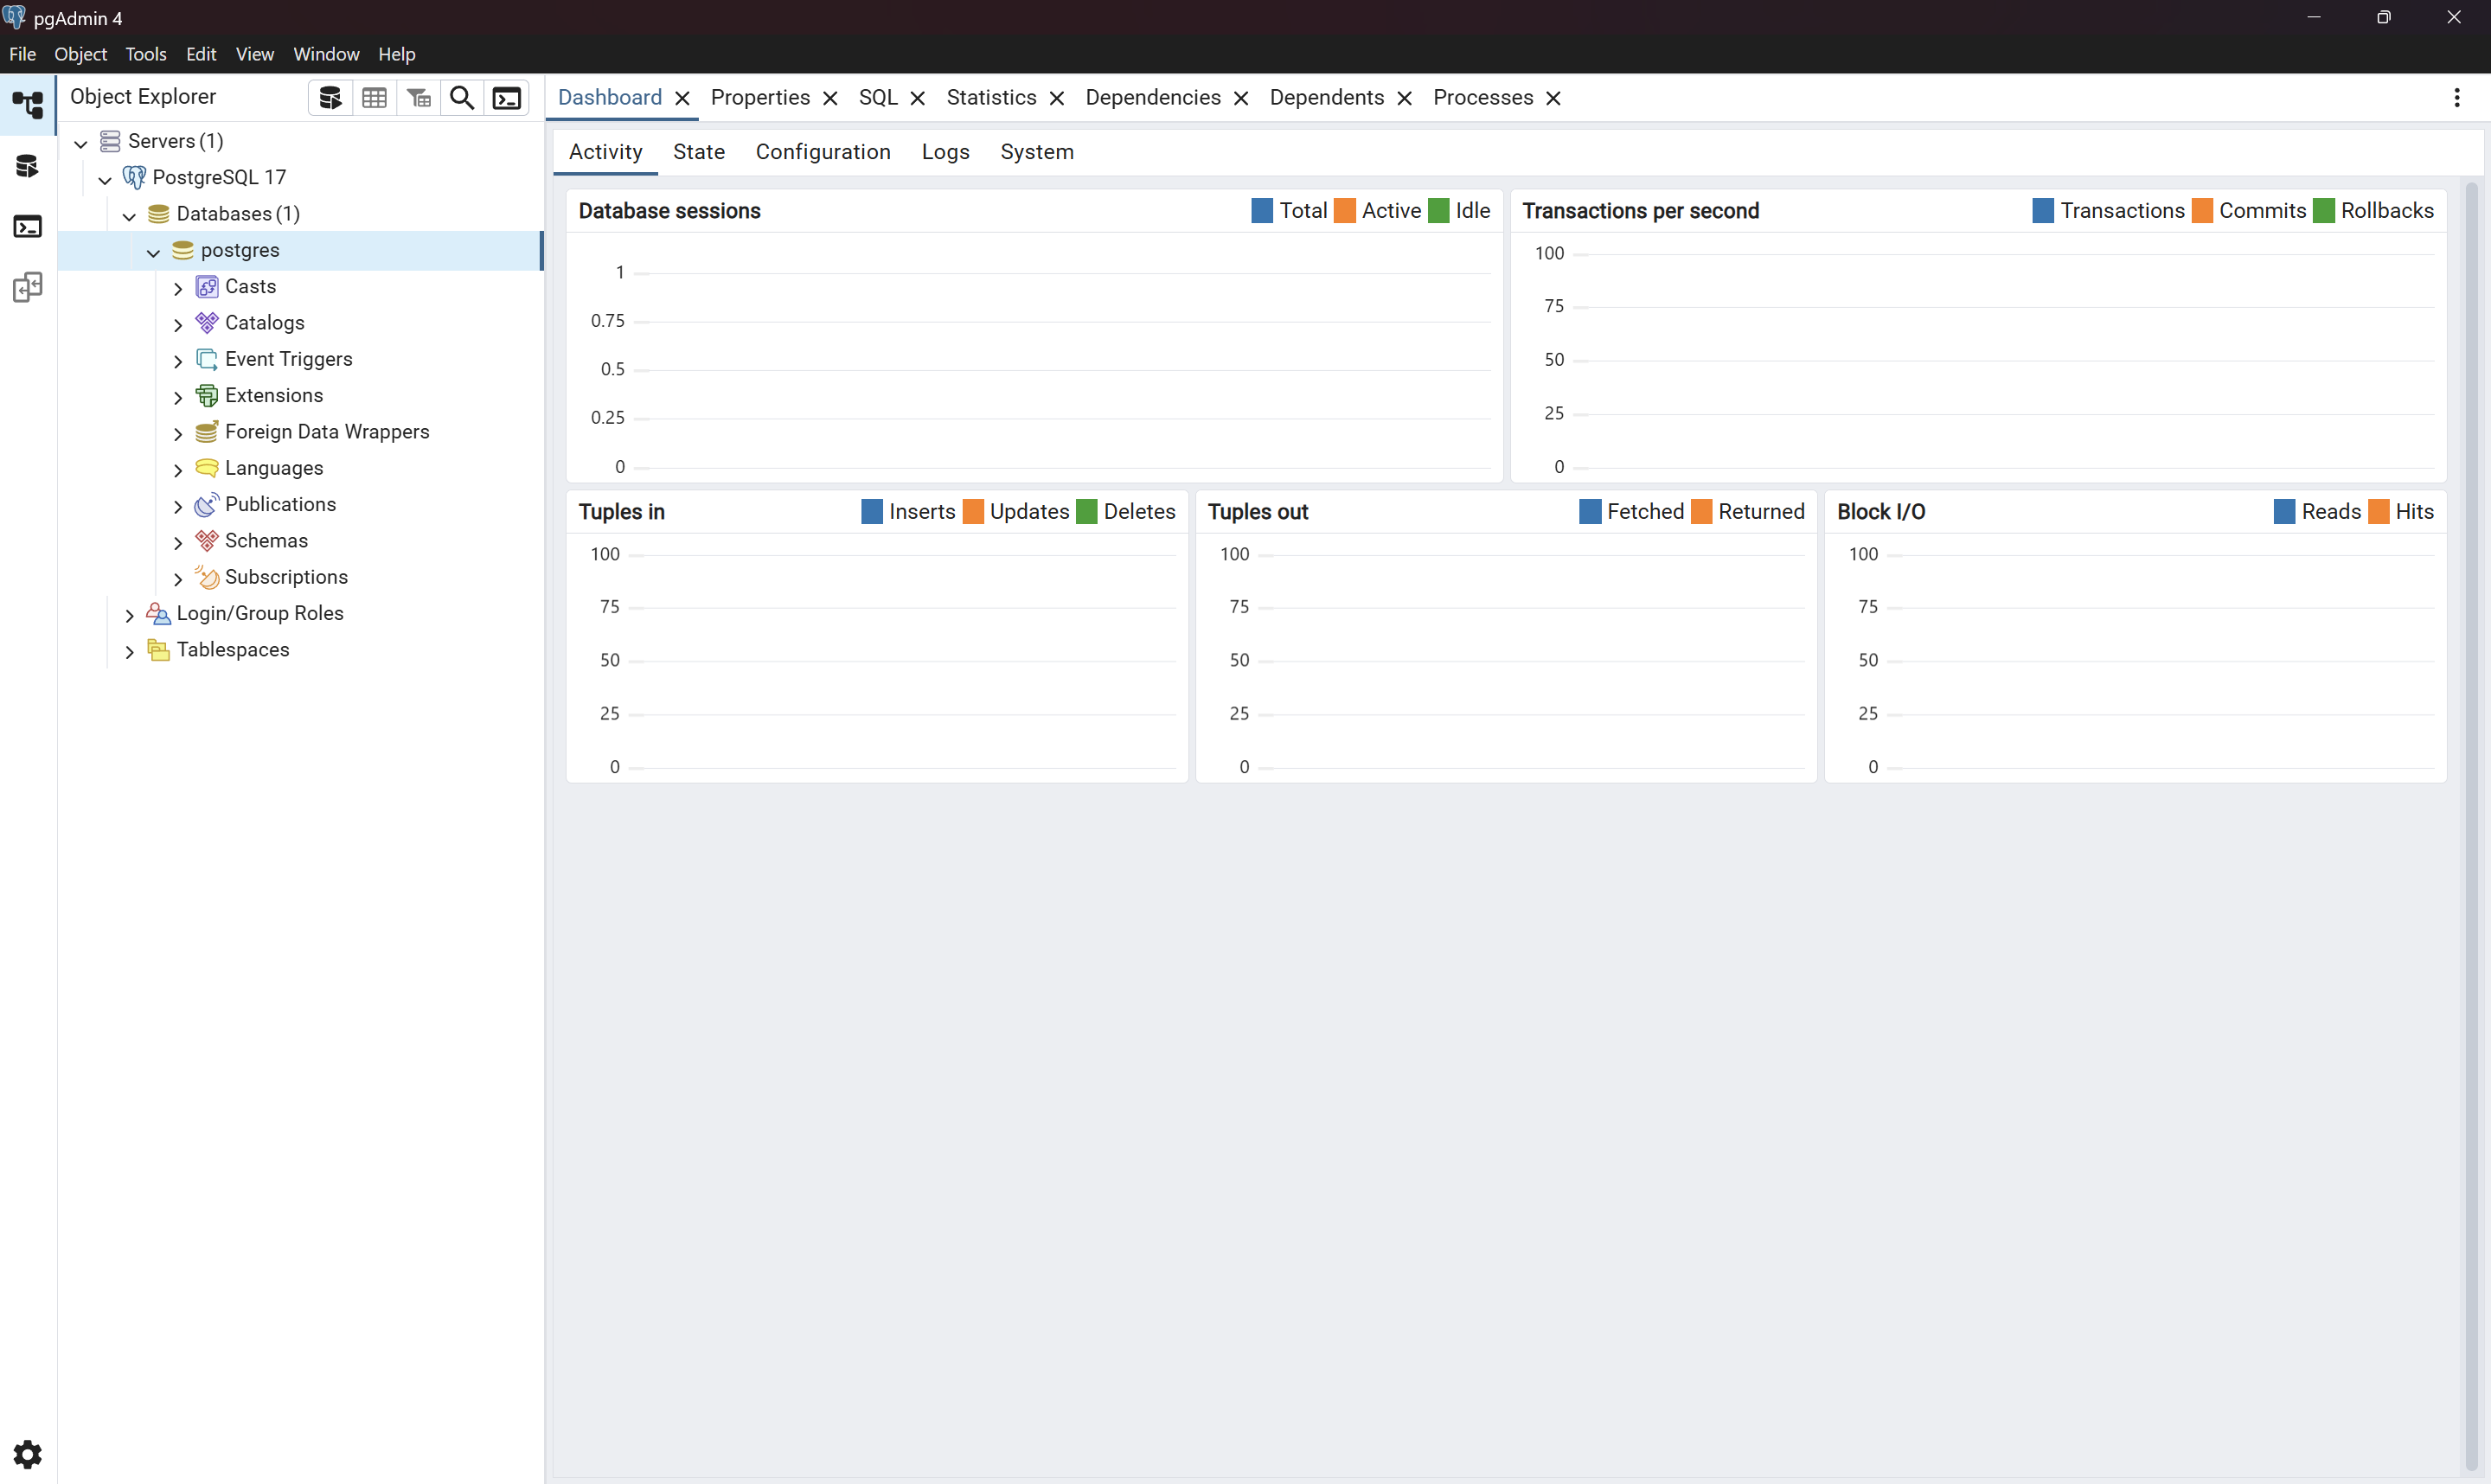 pgAdmin 4
File Object Tools Edit View Window Help
Object Explorer
Dashboard Properties SQL Statistics Dependencies Dependents Processes
Servers (1)
PostgreSQL 17
Databases (1)
postgres
Casts
Catalogs
Event Triggers
Extensions
Foreign Data Wrappers
Languages
Publications
Schemas
Subscriptions
Login/Group Roles
Tablespaces
Activity State Configuration Logs System
Database sessions Total Active Idle
1
0.75
0.5
0.25
0
Transactions per second Transactions Commits Rollbacks
100
75
50
25
0
Tuples in Inserts Updates Deletes
100
75
50
25
0
Tuples out Fetched Returned
100
75
50
25
0
Block I/O Reads Hits
100
75
50
25
0